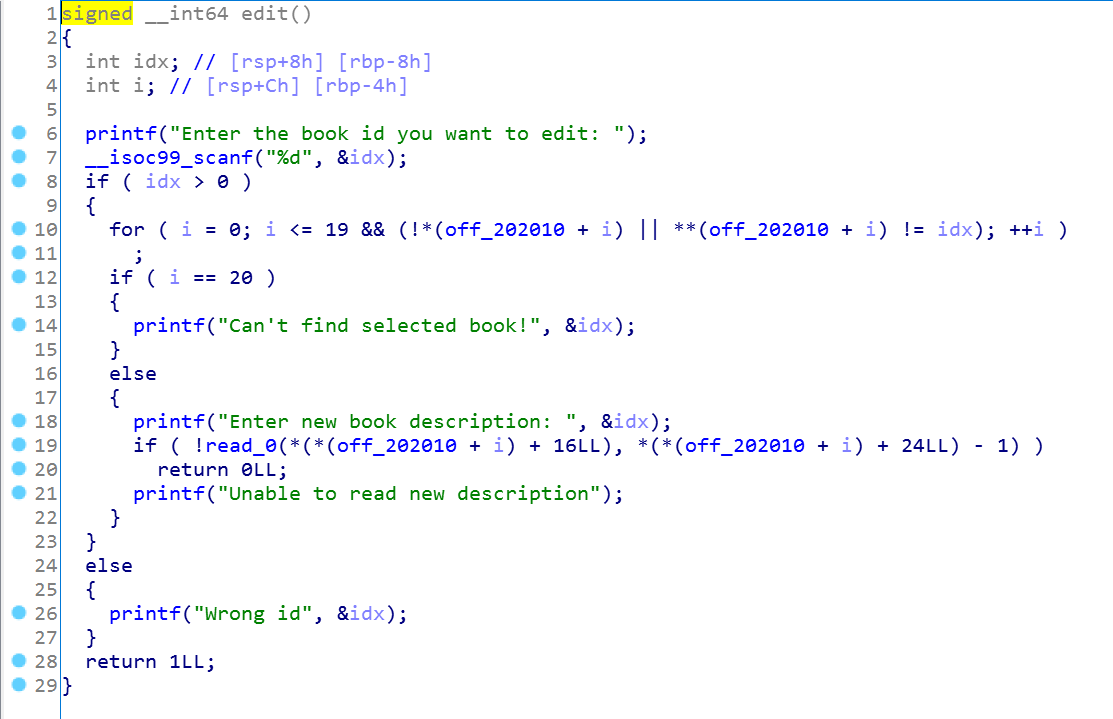 1 signed __int64 edit()
2 {
3   int idx; // [rsp+8h] [rbp-8h]
4   int i; // [rsp+Ch] [rbp-4h]
5
6   printf("Enter the book id you want to edit: ");
7   __isoc99_scanf("%d", &idx);
8   if ( idx > 0 )
9   {
10     for ( i = 0; i <= 19 && (!*(off_202010 + i) || **(off_202010 + i) != idx); ++i )
11       ;
12     if ( i == 20 )
13     {
14       printf("Can't find selected book!", &idx);
15     }
16     else
17     {
18       printf("Enter new book description: ", &idx);
19       if ( !read_0(*(*(off_202010 + i) + 16LL), *(*(off_202010 + i) + 24LL) - 1) )
20         return 0LL;
21       printf("Unable to read new description");
22     }
23   }
24   else
25   {
26     printf("Wrong id", &idx);
27   }
28   return 1LL;
29 }